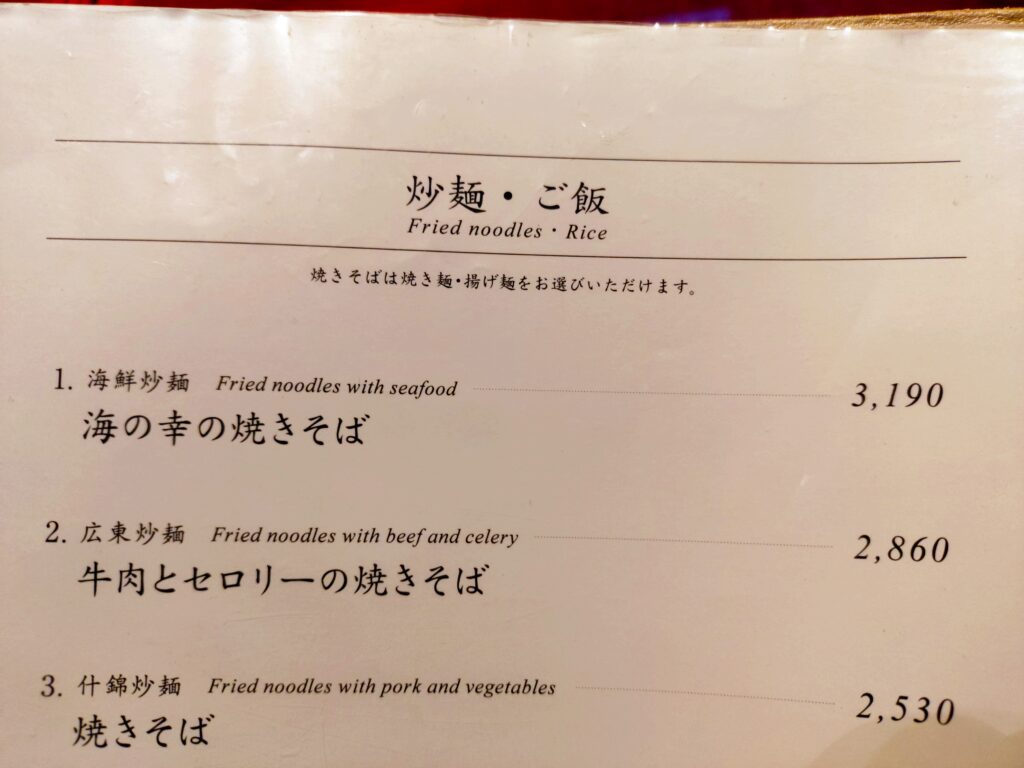 炒麺・ご飯
Fried noodles・Rice
焼きそばは焼き麺・揚げ麺をお選びいただけます。
1. 海鮮炒麺 Fried noodles with seafood 3,190
海の幸の焼きそば
2. 広東炒麺 Fried noodles with beef and celery 2,860
牛肉とセロリーの焼きそば
3. 什錦炒麺 Fried noodles with pork and vegetables 2,530
焼きそば